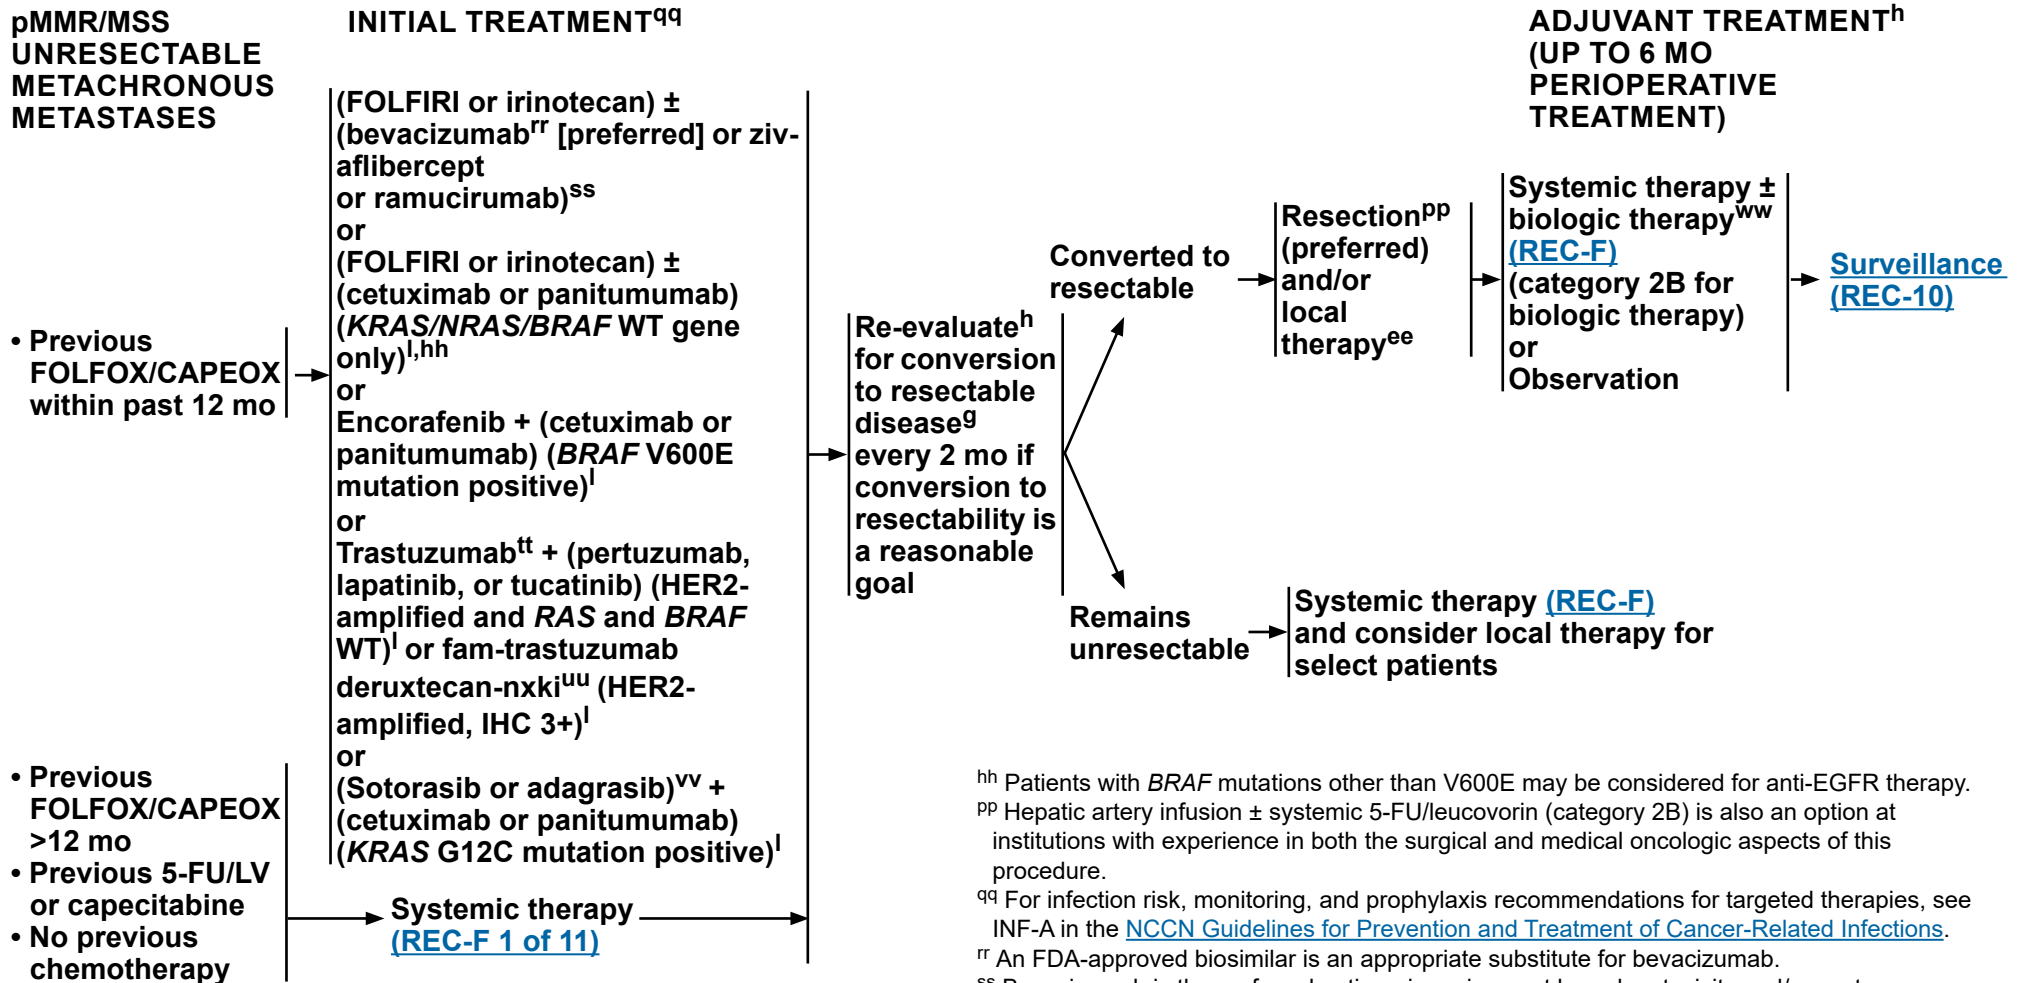 pMMR/MSS
UNRESECTABLE
METACHRONOUS
METASTASES
INITIAL TREATMENTqq
ADJUVANT TREATMENTh
(UP TO 6 MO
PERIOPERATIVE
TREATMENT)
• Previous
FOLFOX/CAPEOX
within past 12 mo
(FOLFIRI or irinotecan) ±
(bevacizumabrr [preferred] or ziv-
aflibercept
or ramucirumab)ss
or
(FOLFIRI or irinotecan) ±
(cetuximab or panitumumab)
(KRAS/NRAS/BRAF WT gene
only)l,hh
or
Encorafenib + (cetuximab or
panitumumab) (BRAF V600E
mutation positive)l
or
Trastuzumabtt + (pertuzumab,
lapatinib, or tucatinib) (HER2-
amplified and RAS and BRAF
WT)l or fam-trastuzumab
deruxtecan-nxkiuu (HER2-
amplified, IHC 3+)l
or
(Sotorasib or adagrasib)vv +
(cetuximab or panitumumab)
(KRAS G12C mutation positive)l
• Previous
FOLFOX/CAPEOX
>12 mo
• Previous 5-FU/LV
or capecitabine
• No previous
chemotherapy
Systemic therapy
(REC-F 1 of 11)
Re-evaluateh
for conversion
to resectable
diseaseg
every 2 mo if
conversion to
resectability is
a reasonable
goal
Converted to
resectable
Resectionpp
(preferred)
and/or
local
therapyee
Systemic therapy ±
biologic therapyww
(REC-F)
(category 2B for
biologic therapy)
or
Observation
Surveillance
(REC-10)
Remains
unresectable
Systemic therapy (REC-F)
and consider local therapy for
select patients
hh Patients with BRAF mutations other than V600E may be considered for anti-EGFR therapy.
pp Hepatic artery infusion ± systemic 5-FU/leucovorin (category 2B) is also an option at
institutions with experience in both the surgical and medical oncologic aspects of this
procedure.
qq For infection risk, monitoring, and prophylaxis recommendations for targeted therapies, see
INF-A in the NCCN Guidelines for Prevention and Treatment of Cancer-Related Infections.
rr An FDA-approved biosimilar is an appropriate substitute for bevacizumab.